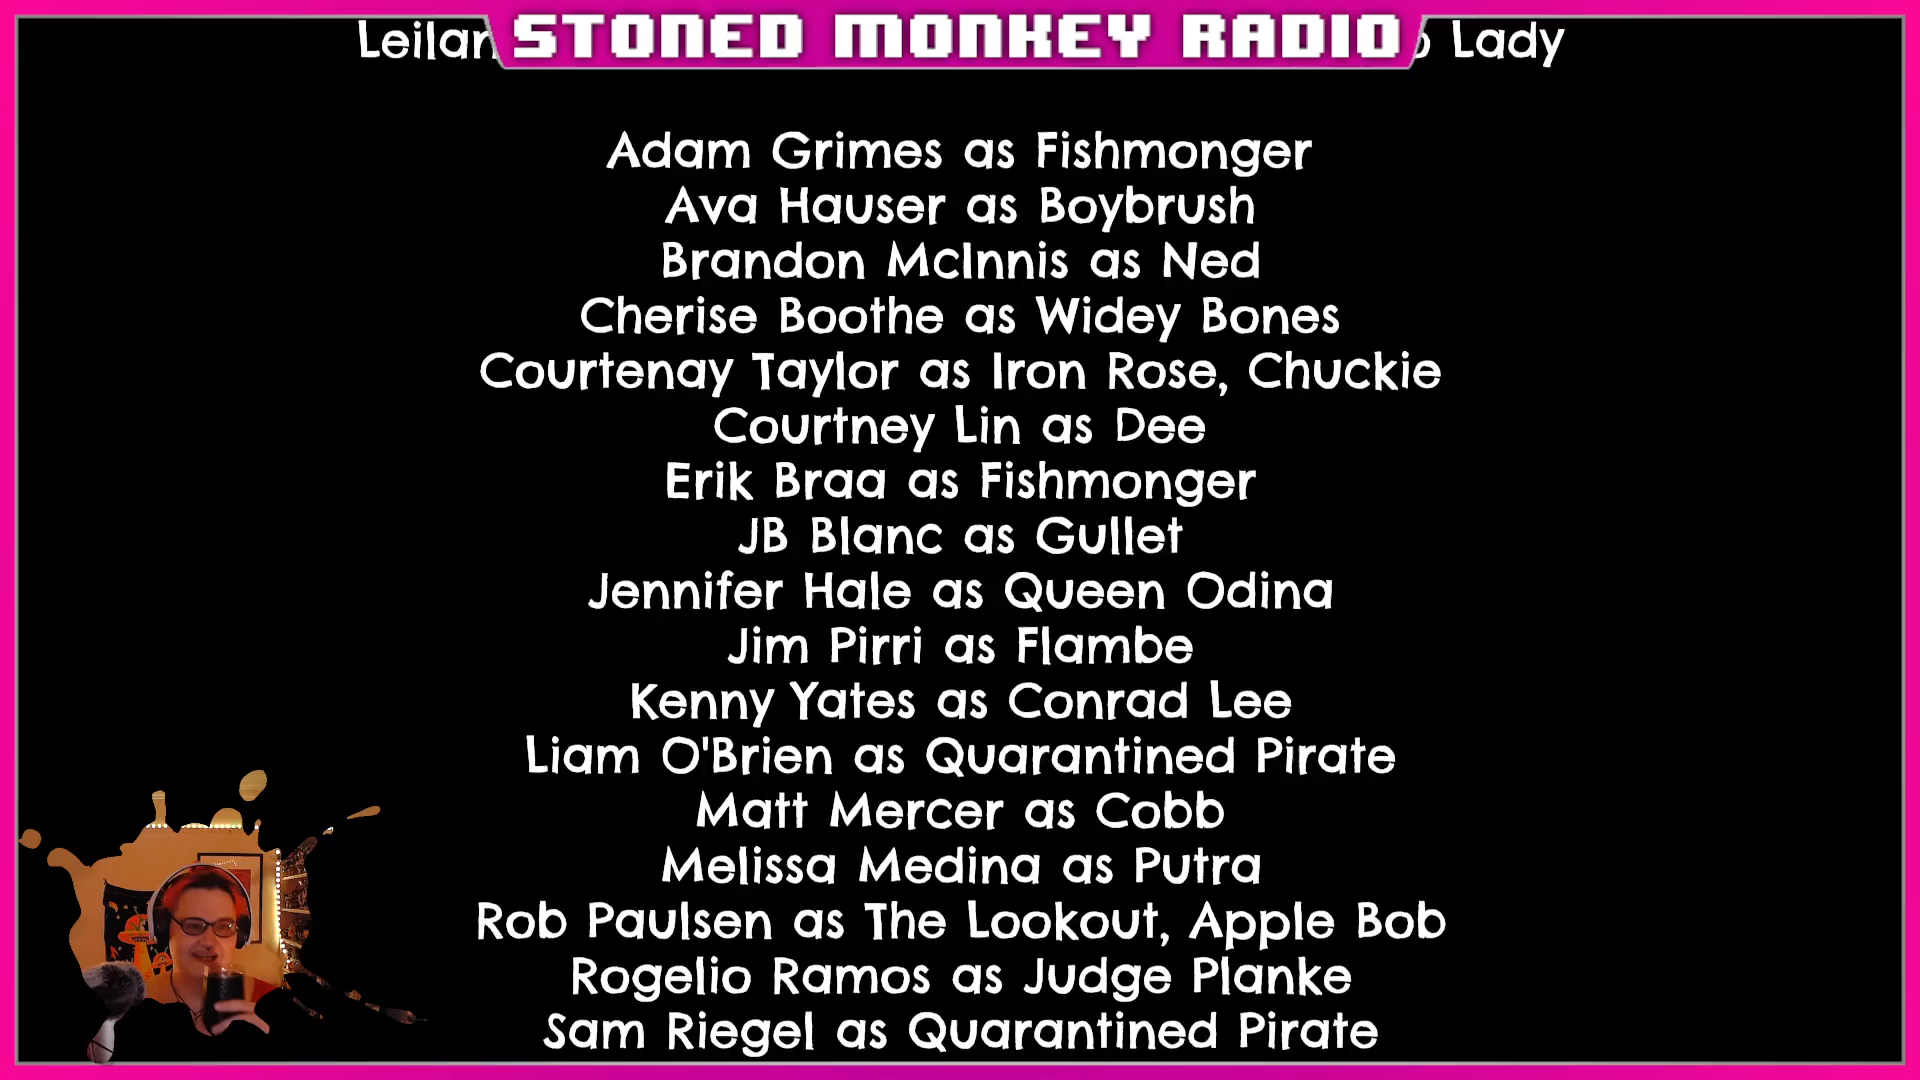 STONED MONKEY RADIO
Lady
Adam Grimes as Fishmonger
Ava Hauser as Boybrush
Brandon McInnis as Ned
Cherise Boothe as Widey Bones
Courtenay Taylor as Iron Rose, Chuckie
Courtney Lin as Dee
Erik Braa as Fishmonger
JB Blanc as Gullet
Jennifer Hale as Queen Odina
Jim Pirri as Flambe
Kenny Yates as Conrad Lee
Liam O'Brien as Quarantined Pirate
Matt Mercer as Cobb
Melissa Medina as Putra
Rob Paulsen as The Lookout, Apple Bob
Rogelio Ramos as Judge Planke
Sam Riegel as Quarantined Pirate